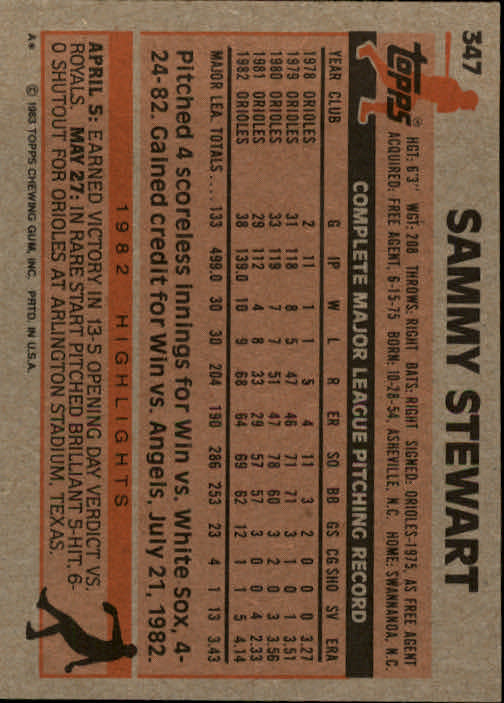 347
topps®
SAMMY STEWART
HGT: 6'3" WGT: 208 THROWS: RIGHT BATS: RIGHT SIGNED: ORIOLES-1975, AS FREE AGENT
ACQUIRED: FREE AGENT, 6-15-75 BORN: 10-28-54, ASHEVILLE, N.C. HOME: SWANNANOA, N.C.
COMPLETE MAJOR LEAGUE PITCHING RECORD
YEAR CLUB G IP W L R ER SO BB GS CG SHO SV ERA
1978 ORIOLES 2 11 1 1 5 4 11 3 2 0 0 0 3.27
1979 ORIOLES 31 118 8 5 47 46 71 71 3 1 0 1 3.51
1980 ORIOLES 33 119 7 7 51 47 78 60 3 2 0 3 3.56
1981 ORIOLES 29 112 4 8 33 29 57 57 3 0 0 4 2.33
1982 ORIOLES 38 139.0 10 9 68 64 69 62 12 1 1 5 4.14
MAJOR LEA. TOTALS.... 133 499.0 30 30 204 190 286 253 23 4 1 13 3.43
Pitched 4 scoreless innings for Win vs. White Sox, 4-
24-82. Gained credit for Win vs. Angels, July 21, 1982.
1982 HIGHLIGHTS
APRIL 5: EARNED VICTORY IN 13-5 OPENING DAY VERDICT VS.
ROYALS. MAY 27: IN RARE START PITCHED BRILLIANT 5-HIT, 6-
0 SHUTOUT FOR ORIOLES AT ARLINGTON STADIUM, TEXAS.
A* © 1983 TOPPS CHEWING GUM, INC. PRTD. IN U.S.A.